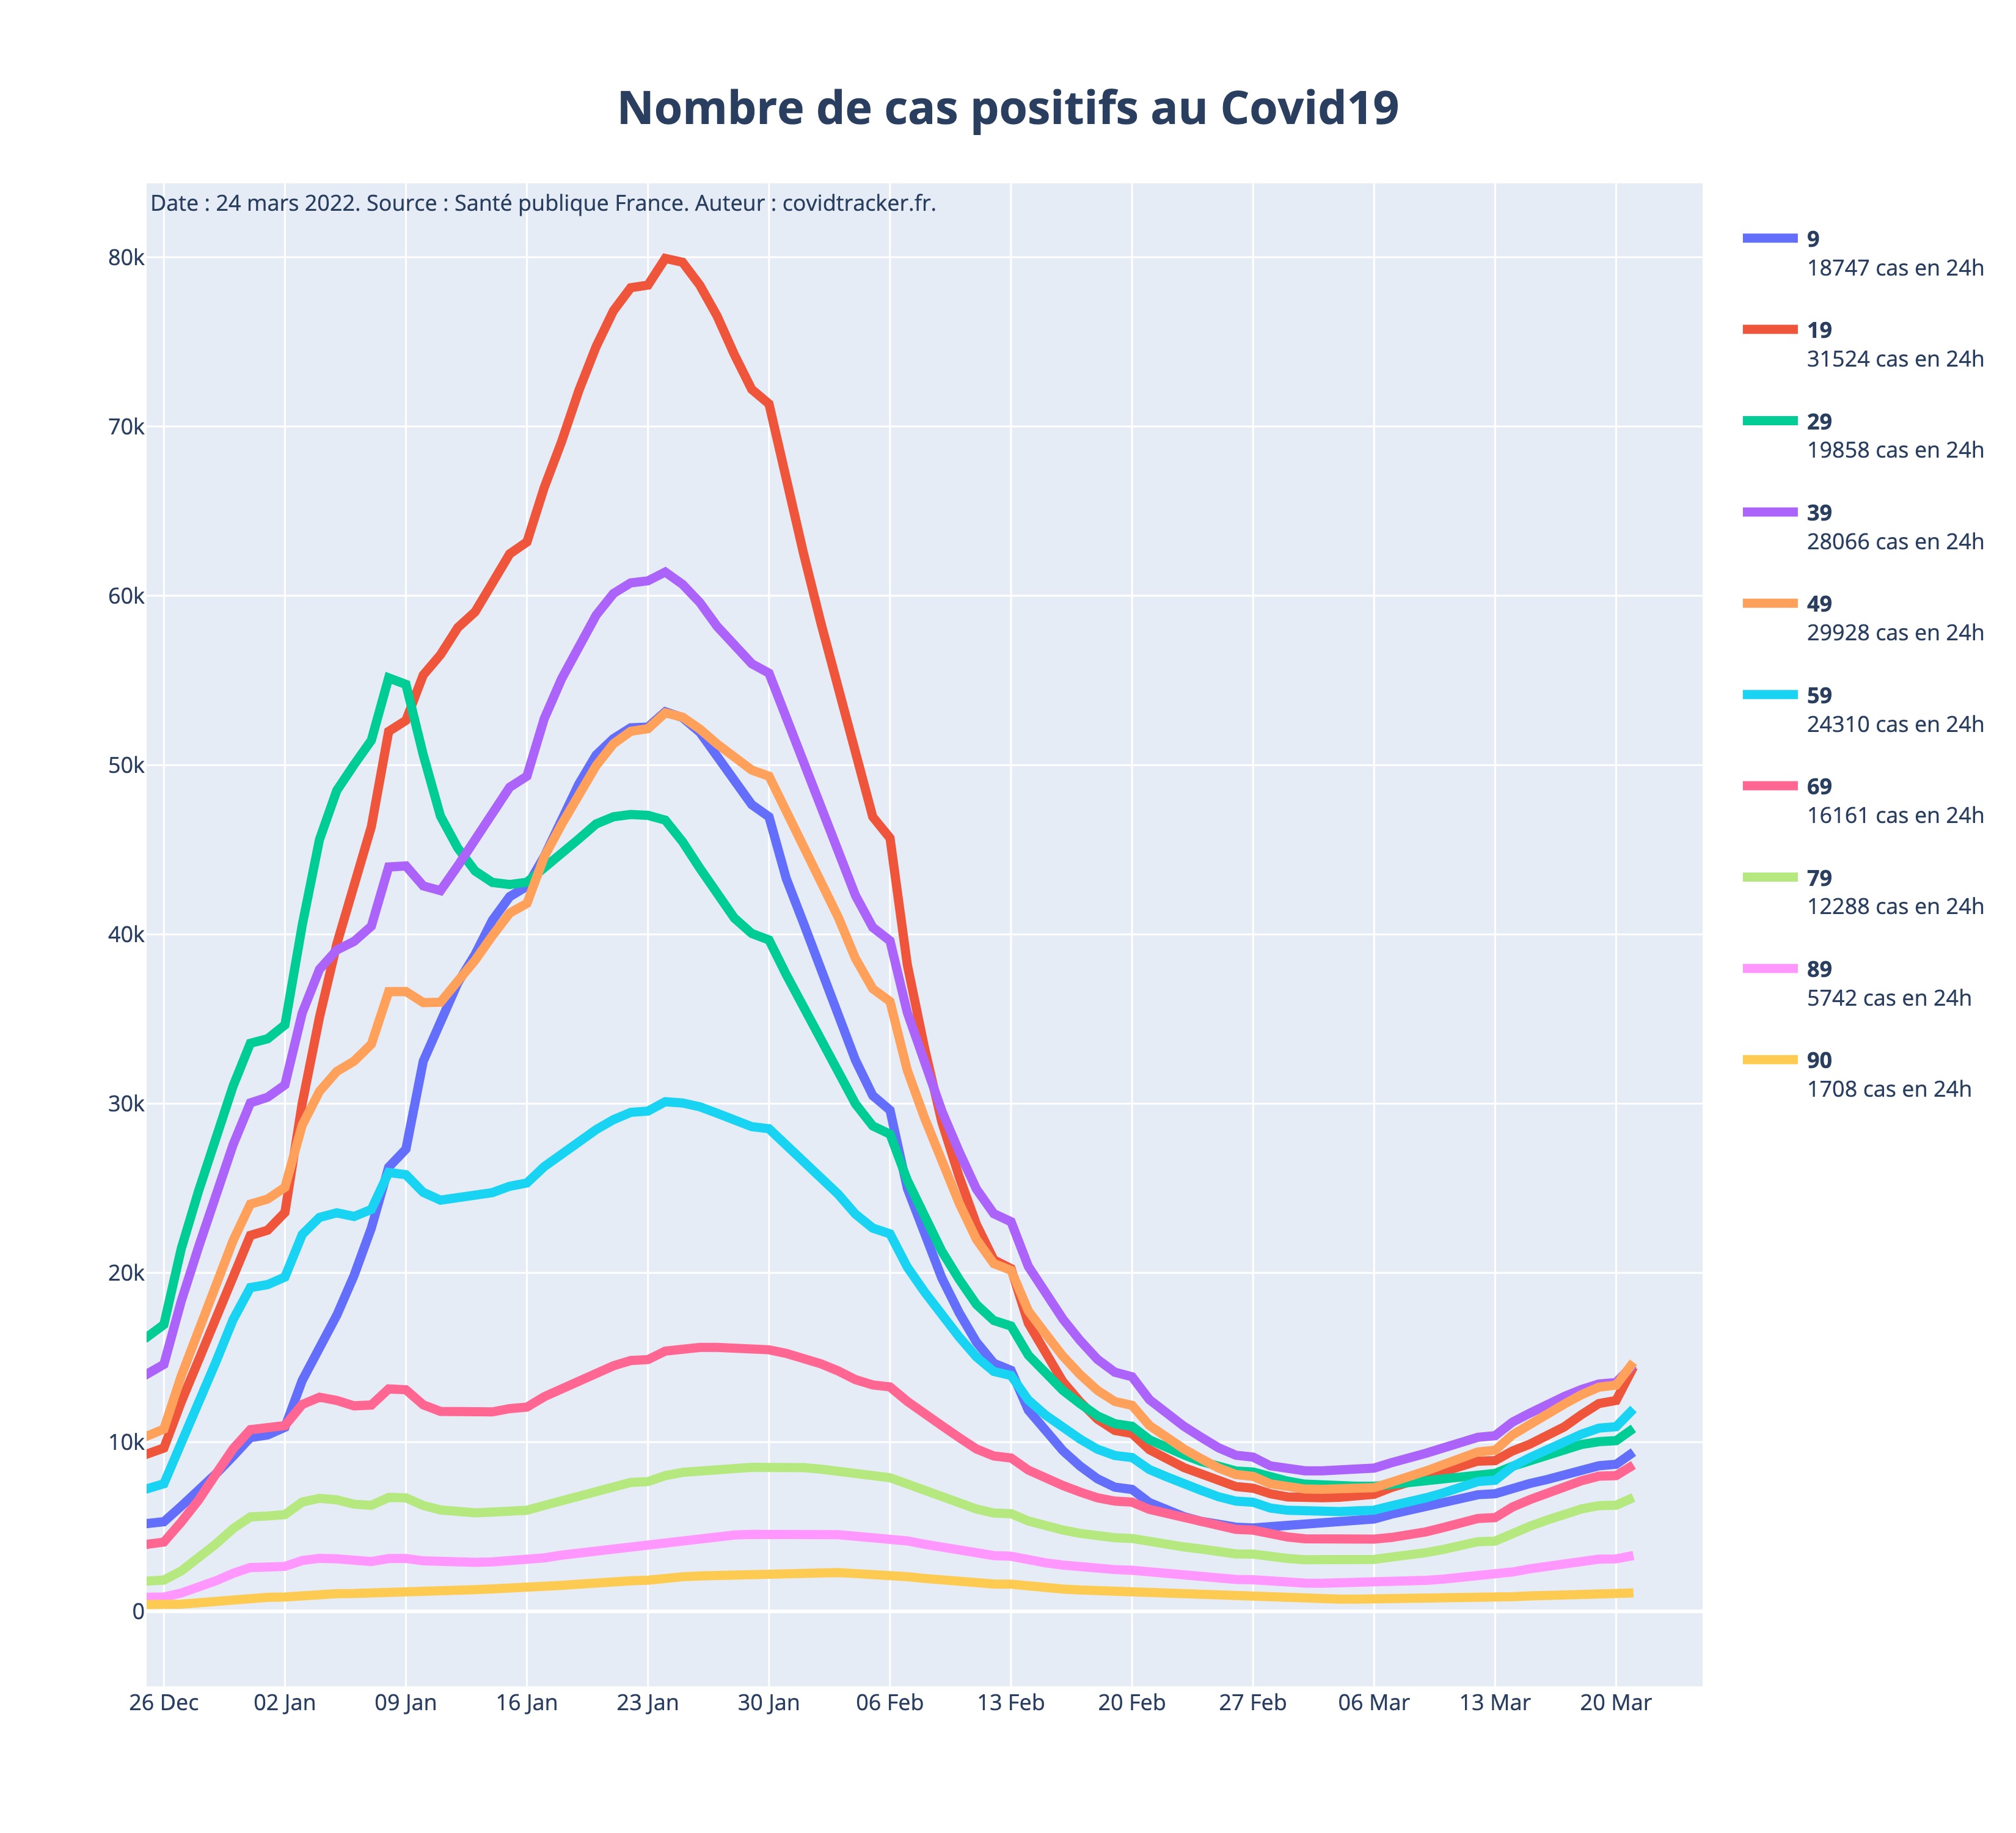 Nombre de cas positifs au Covid19
Date : 24 mars 2022. Source : Santé publique France. Auteur : covidtracker.fr.
80k
70k
60k
50k
40k
30k
20k
10k
0
26 Dec
02 Jan
09 Jan
16 Jan
23 Jan
30 Jan
06 Feb
13 Feb
20 Feb
27 Feb
06 Mar
13 Mar
20 Mar
9
18747 cas en 24h
19
31524 cas en 24h
29
19858 cas en 24h
39
28066 cas en 24h
49
29928 cas en 24h
59
24310 cas en 24h
69
16161 cas en 24h
79
12288 cas en 24h
89
5742 cas en 24h
90
1708 cas en 24h